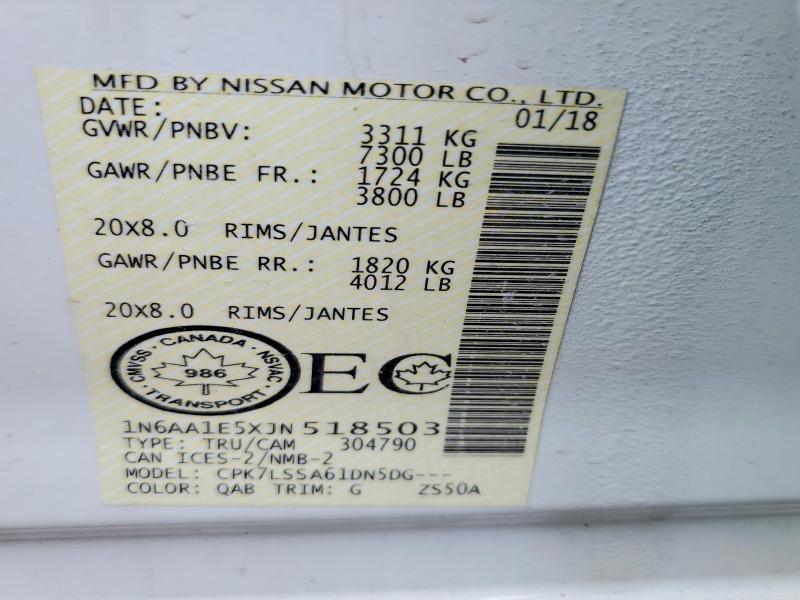 MFD BY NISSAN MOTOR CO., LTD.
DATE: 01/18
GVWR/PNBV: 3311 KG
7300 LB
GAWR/PNBE FR.: 1724 KG
3800 LB
20X8.0 RIMS/JANTES
GAWR/PNBE RR.: 1820 KG
4012 LB
20X8.0 RIMS/JANTES
CMVSS · CANADA · NSVAC
986
· TRANSPORT ·
EC
1N6AA1E5XJN518503
TYPE: TRU/CAM 304790
CAN ICES-2/NMB-2
MODEL: CPK7LSSA61DN5DG---
COLOR: QAB TRIM: G ZS50A